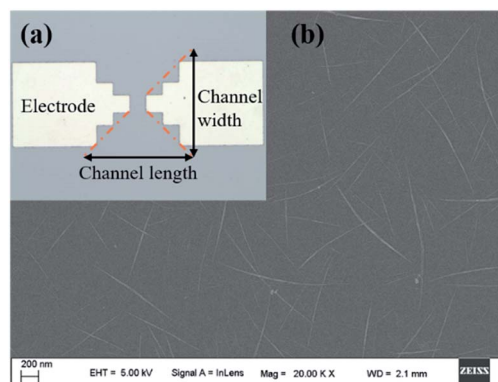 (a)
(b)
Electrode
Channel
width
Channel length
200 nm
EHT = 5.00 kV
Signal A = InLens
Mag = 20.00 K X
WD = 2.1 mm
ZEISS